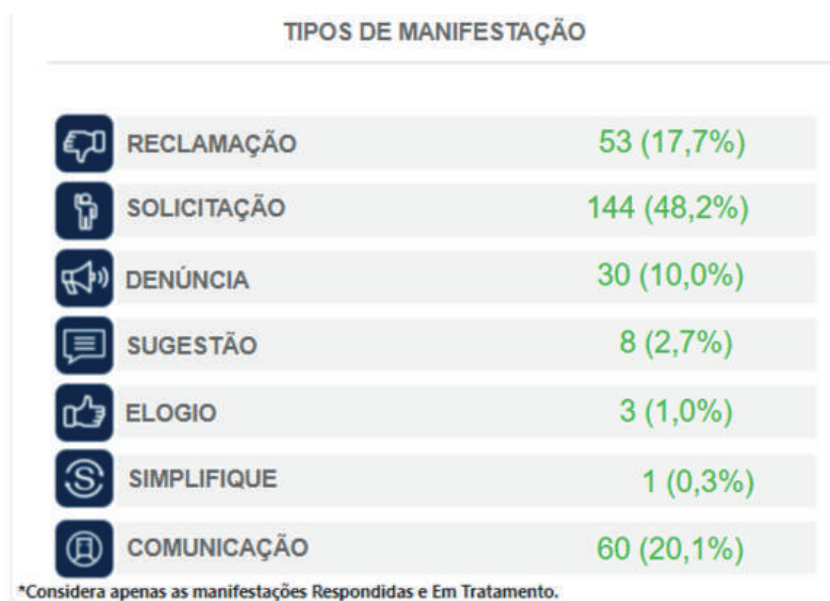 TIPOS DE MANIFESTAÇÃO
RECLAMAÇÃO 53 (17,7%)
SOLICITAÇÃO 144 (48,2%)
DENÚNCIA 30 (10,0%)
SUGESTÃO 8 (2,7%)
ELOGIO 3 (1,0%)
SIMPLIFIQUE 1 (0,3%)
COMUNICAÇÃO 60 (20,1%)
*Considera apenas as manifestações Respondidas e Em Tratamento.